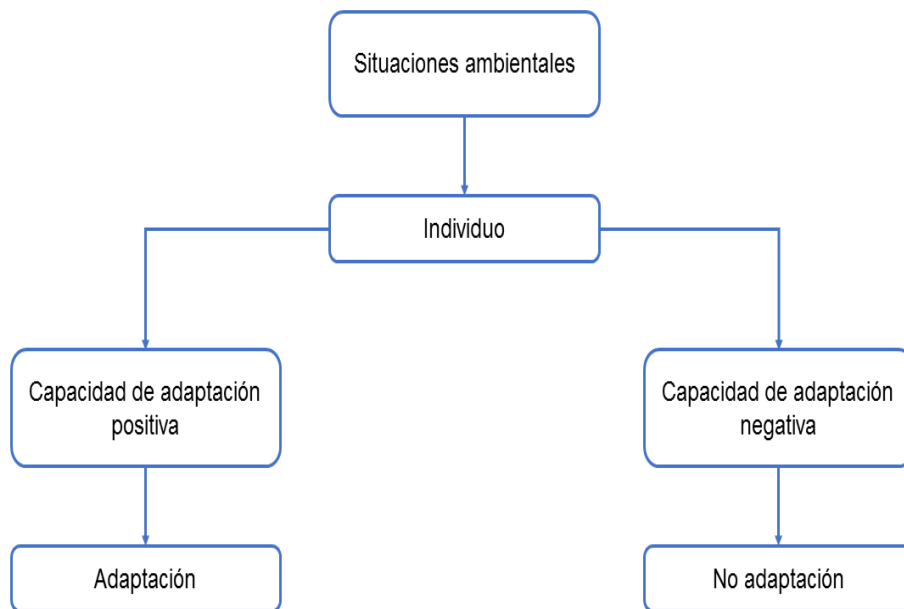 Situaciones ambientales
Individuo
Capacidad de adaptación
positiva
Capacidad de adaptación
negativa
Adaptación
No adaptación